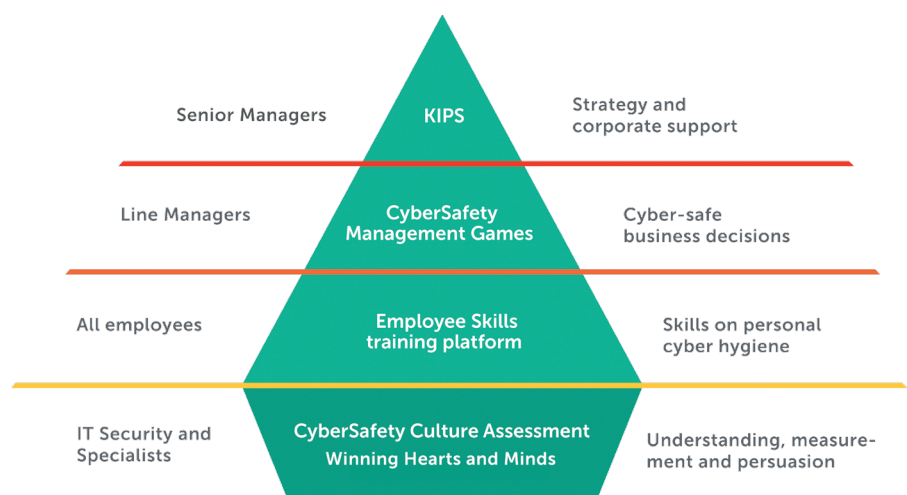 Senior Managers
KIPS
Strategy and
corporate support
Line Managers
CyberSafety
Management Games
Cyber-safe
business decisions
All employees
Employee Skills
training platform
Skills on personal
cyber hygiene
IT Security and
Specialists
CyberSafety Culture Assessment
Winning Hearts and Minds
Understanding, measure-
ment and persuasion